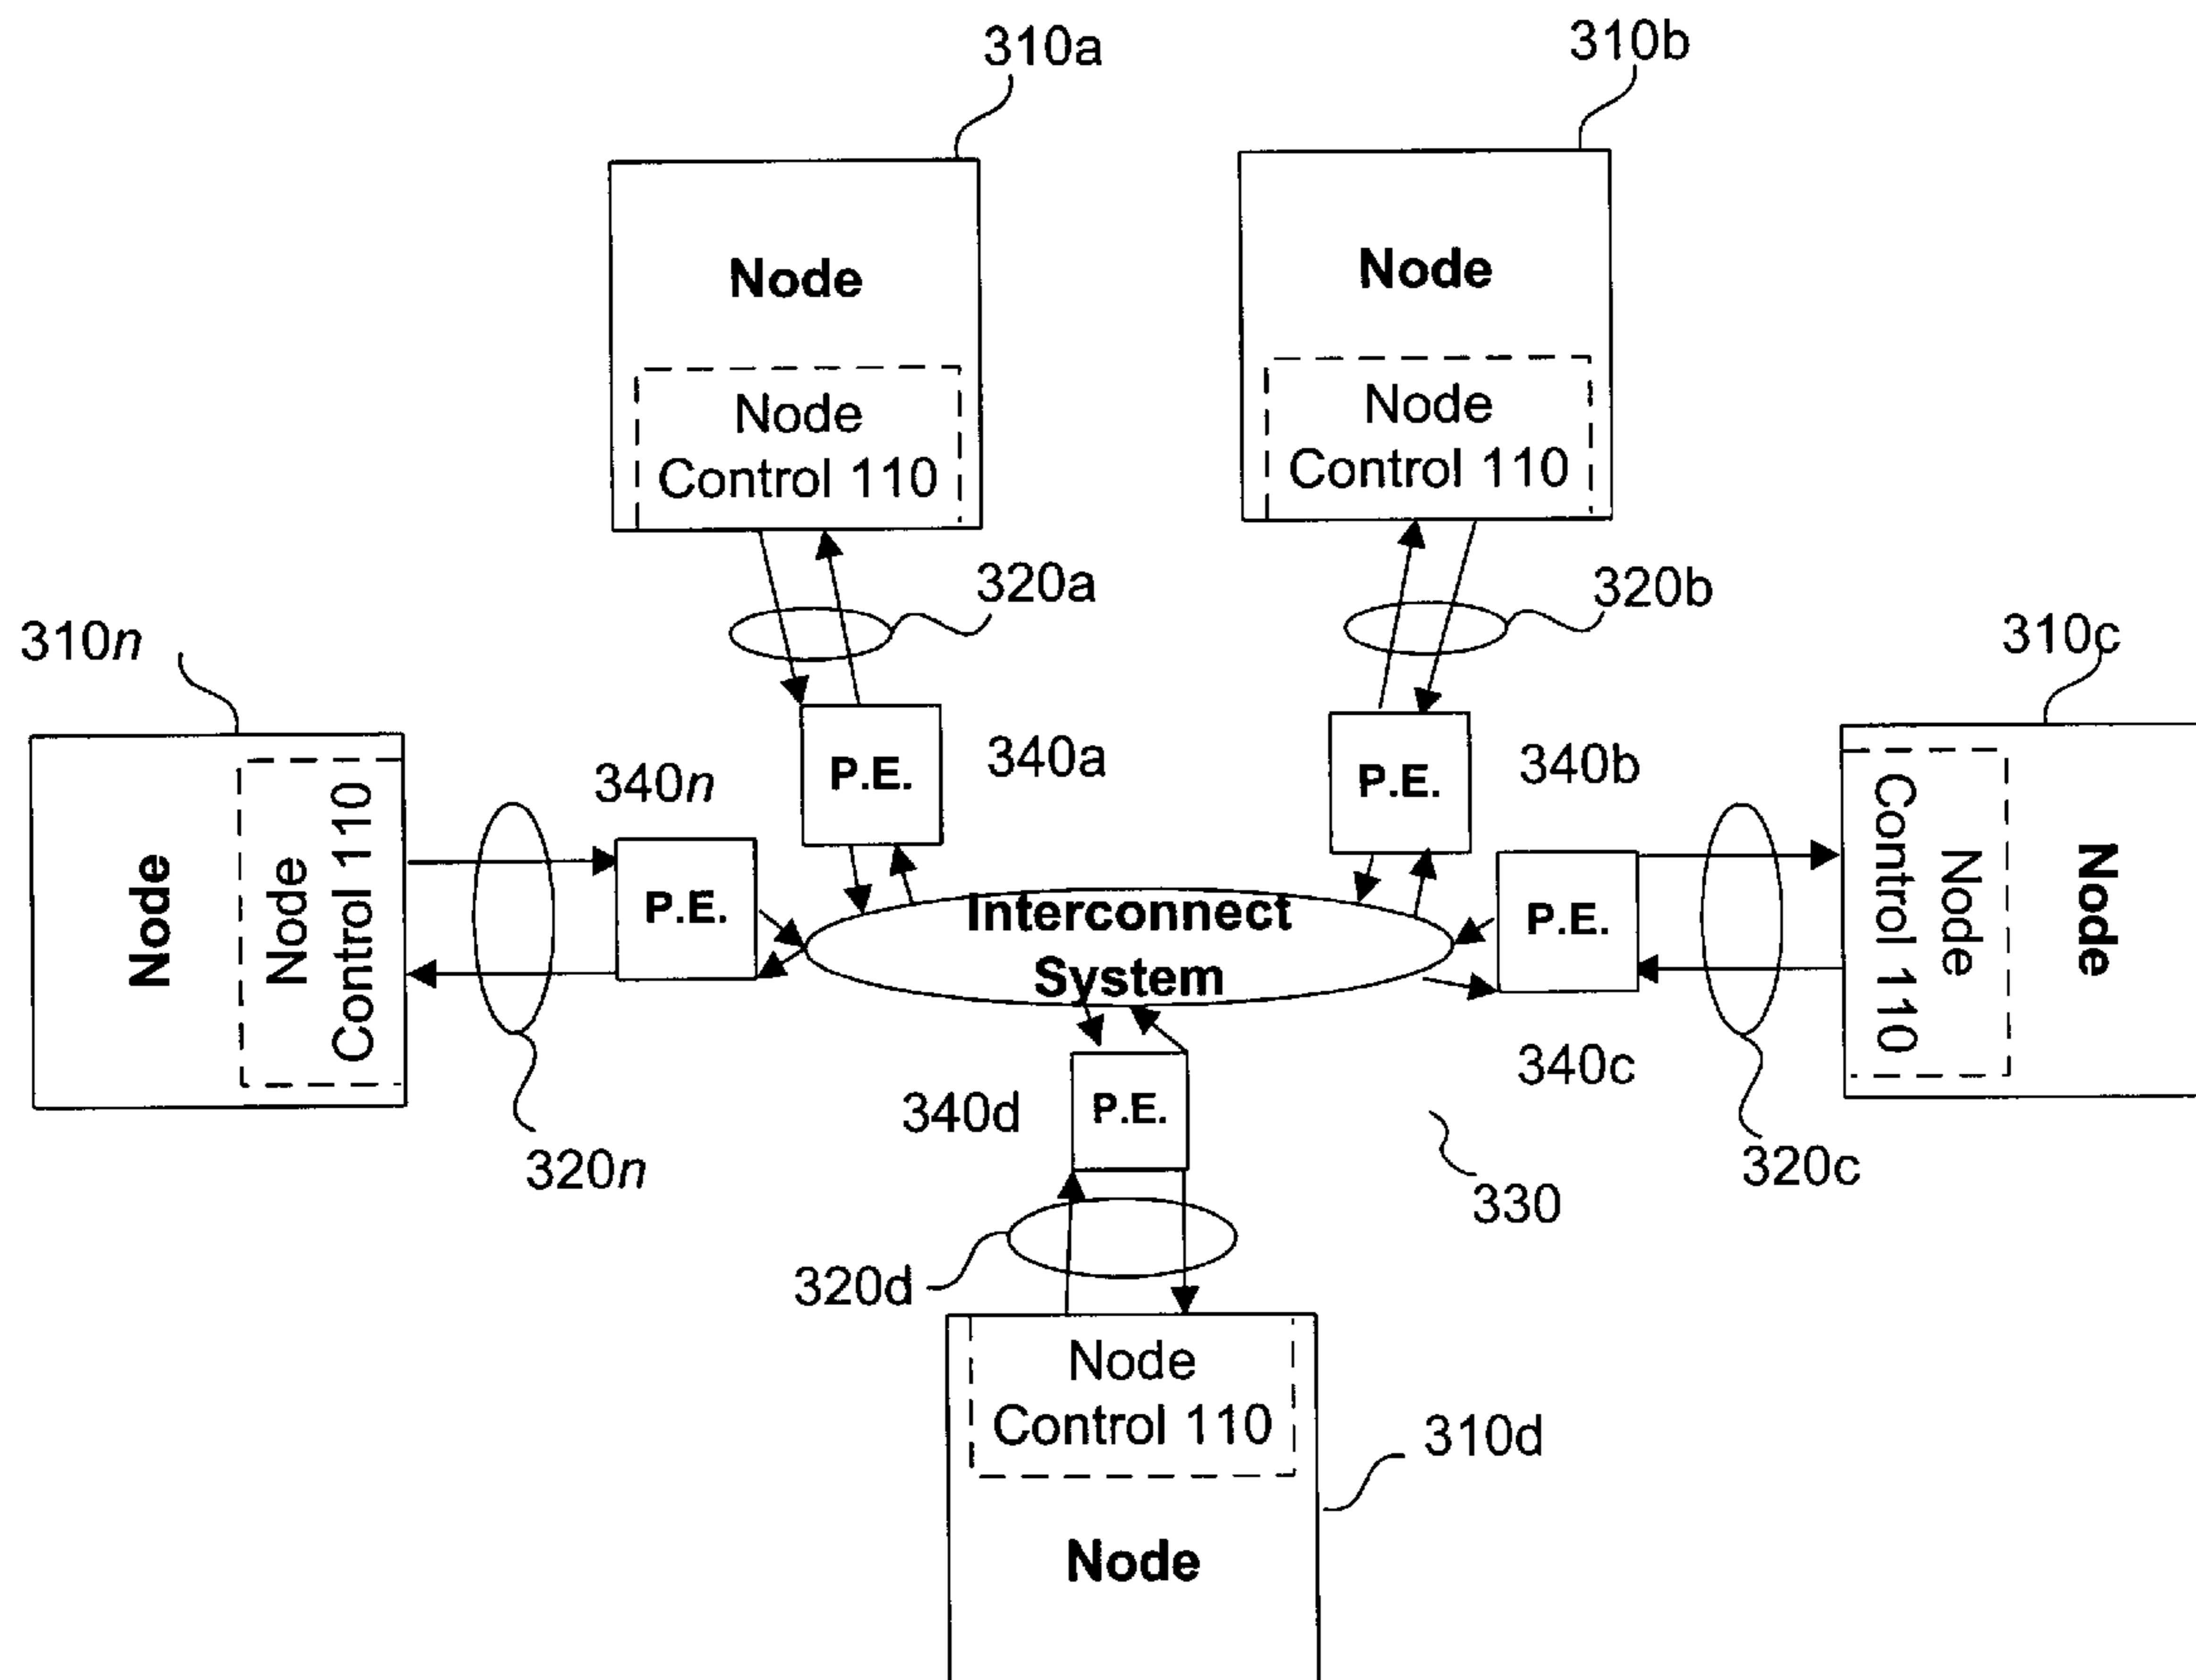 310a
310b
Node
Node
Control 110
Node
Node
Control 110
320a
320b
310n
310c
Node
Node
Control 110
340n
P.E.
340a
P.E.
340b
P.E.
P.E.
Node
Control 110
Node
Interconnect
System
320n
340d
P.E.
340c
330
320c
320d
Node
Control 110
310d
Node